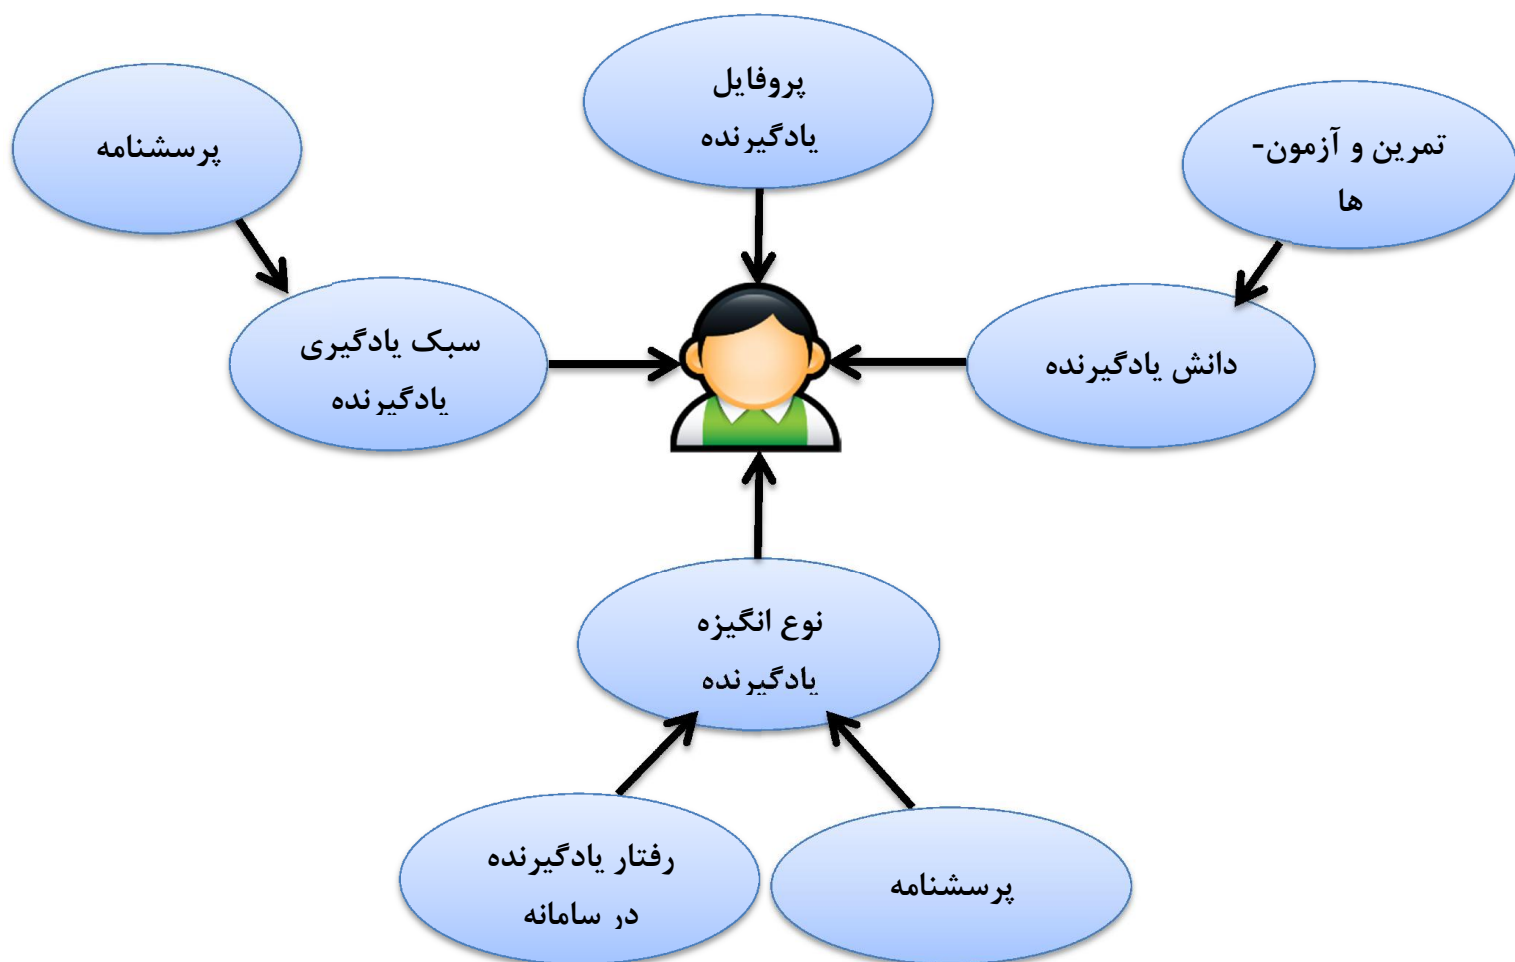 پروفایل
یادگیرنده
تمرین و آزمون-
ها
پرسشنامه
دانش یادگیرنده
سبک یادگیری
یادگیرنده
نوع انگیزه
یادگیرنده
پرسشنامه
رفتار یادگیرنده
در سامانه